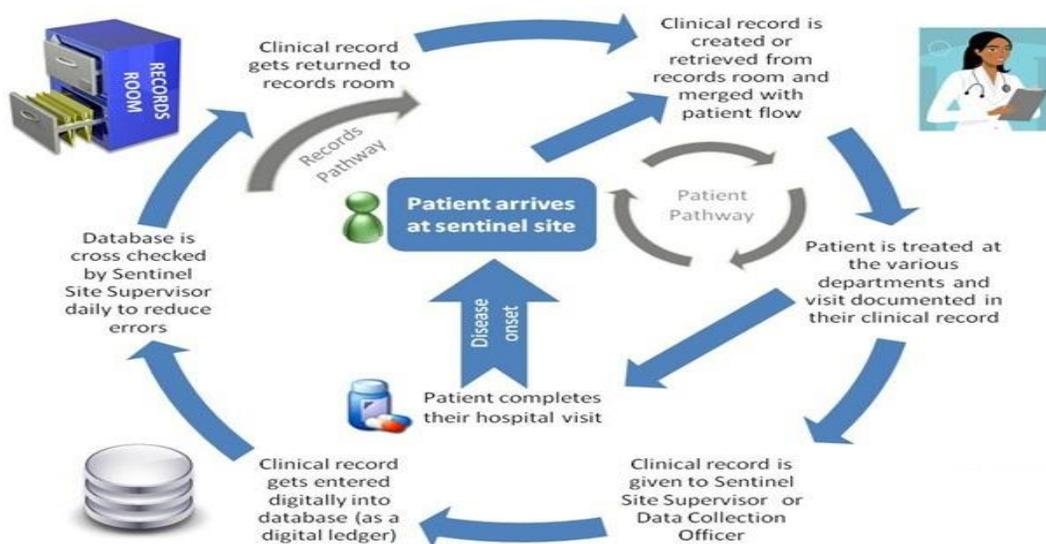 RECORDS
ROOM
Clinical record
gets returned to
records room
Clinical record is
created or
retrieved from
records room and
merged with
patient flow
Records
Pathway
Patient arrives
at sentinel site
Patient
Pathway
Database is
cross checked
by Sentinel
Site Supervisor
daily to reduce
errors
Patient is treated at
the various
departments and
visit documented in
their clinical record
Disease
onset
Patient completes
their hospital visit
Clinical record
gets entered
digitally into
database (as a
digital ledger)
Clinical record is
given to Sentinel
Site Supervisor or
Data Collection
Officer